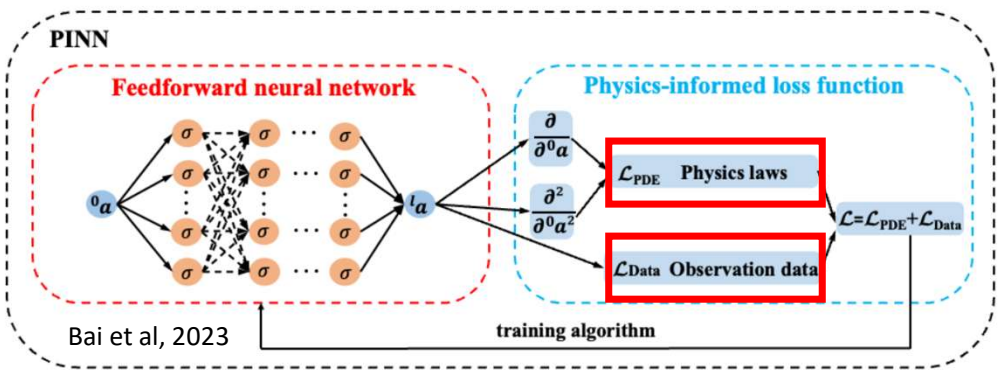 PINN
Feedforward neural network
Physics-informed loss function
σ σ ··· σ
σ σ ··· σ
⋮ ⋮ ⋮
σ σ ··· σ
σ σ ··· σ
⁰a
ˡa
∂
∂⁰a
∂²
∂⁰a²
ℒPDE Physics laws
ℒData Observation data
ℒ=ℒPDE+ℒData
training algorithm
Bai et al, 2023